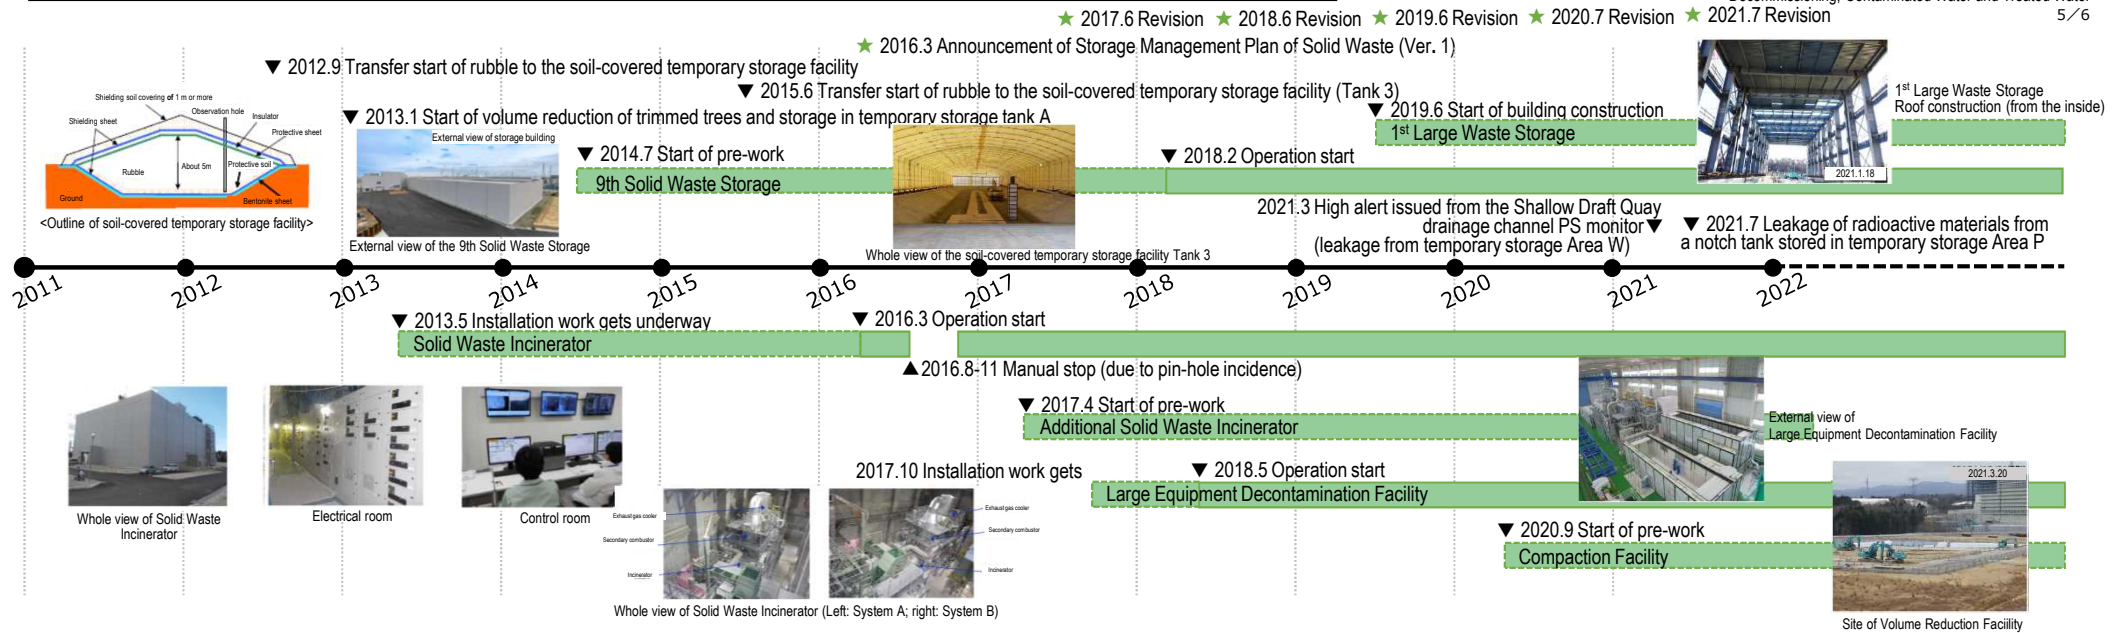 5/6
★ 2017.6 Revision ★ 2018.6 Revision ★ 2019.6 Revision ★ 2020.7 Revision ★ 2021.7 Revision
★ 2016.3 Announcement of Storage Management Plan of Solid Waste (Ver. 1)
▼ 2012.9 Transfer start of rubble to the soil-covered temporary storage facility
▼ 2015.6 Transfer start of rubble to the soil-covered temporary storage facility (Tank 3)
▼ 2013.1 Start of volume reduction of trimmed trees and storage in temporary storage tank A
▼ 2019.6 Start of building construction
1st Large Waste Storage
2021.1.18
1st Large Waste Storage
Roof construction (from the inside)
Shielding soil covering of 1 m or more
Observation hole
Shielding sheet
Insulator
Protective sheet
About 5m
Protective soil
Rubble
Ground
Bentonite sheet
<Outline of soil-covered temporary storage facility>
External view of storage building
External view of the 9th Solid Waste Storage
▼ 2014.7 Start of pre-work
9th Solid Waste Storage
▼ 2018.2 Operation start
Whole view of the soil-covered temporary storage facility Tank 3
2021.3 High alert issued from the Shallow Draft Quay
drainage channel PS monitor▼
(leakage from temporary storage Area W)
▼ 2021.7 Leakage of radioactive materials from
a notch tank stored in temporary storage Area P
2011
2012
2013
2014
2015
2016
2017
2018
2019
2020
2021
2022
▼ 2013.5 Installation work gets underway
Solid Waste Incinerator
▼ 2016.3 Operation start
▲2016.8-11 Manual stop (due to pin-hole incidence)
▼ 2017.4 Start of pre-work
Additional Solid Waste Incinerator
External view of
Large Equipment Decontamination Facility
2017.10 Installation work gets
▼ 2018.5 Operation start
Large Equipment Decontamination Facility
▼ 2020.9 Start of pre-work
Compaction Facility
2021.3.20
Site of Volume Reduction Faciility
Whole view of Solid Waste
Incinerator
Electrical room
Control room
Exhaust gas cooler
Secondary combustor
Incinerator
Exhaust gas cooler
Secondary combustor
Incinerator
Whole view of Solid Waste Incinerator (Left: System A; right: System B)